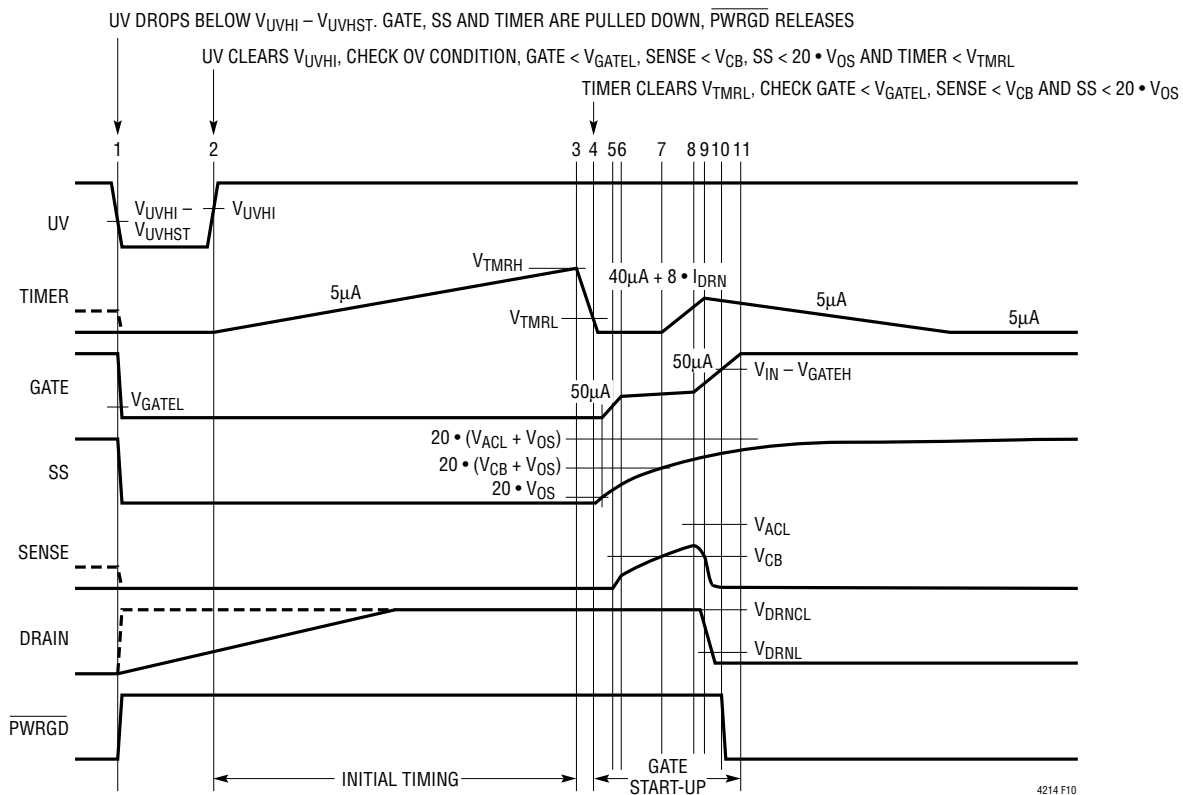 UV DROPS BELOW VUVHI – VUVHST. GATE, SS AND TIMER ARE PULLED DOWN, PWRGD RELEASES
UV CLEARS VUVHI, CHECK OV CONDITION, GATE < VGATEL, SENSE < VCB, SS < 20 • VOS AND TIMER < VTMRL
TIMER CLEARS VTMRL, CHECK GATE < VGATEL, SENSE < VCB AND SS < 20 • VOS
1 2 3 4 56 7 8 9 10 11
UV
VUVHI –
VUVHST
VUVHI
TIMER
5µA
VTMRH
VTMRL
40µA + 8 • IDRN
5µA
5µA
GATE
VGATEL
50µA
50µA
VIN – VGATEH
SS
20 • (VACL + VOS)
20 • (VCB + VOS)
20 • VOS
SENSE
VACL
VCB
DRAIN
VDRNCL
VDRNL
PWRGD
INITIAL TIMING
GATE
START-UP
4214 F10